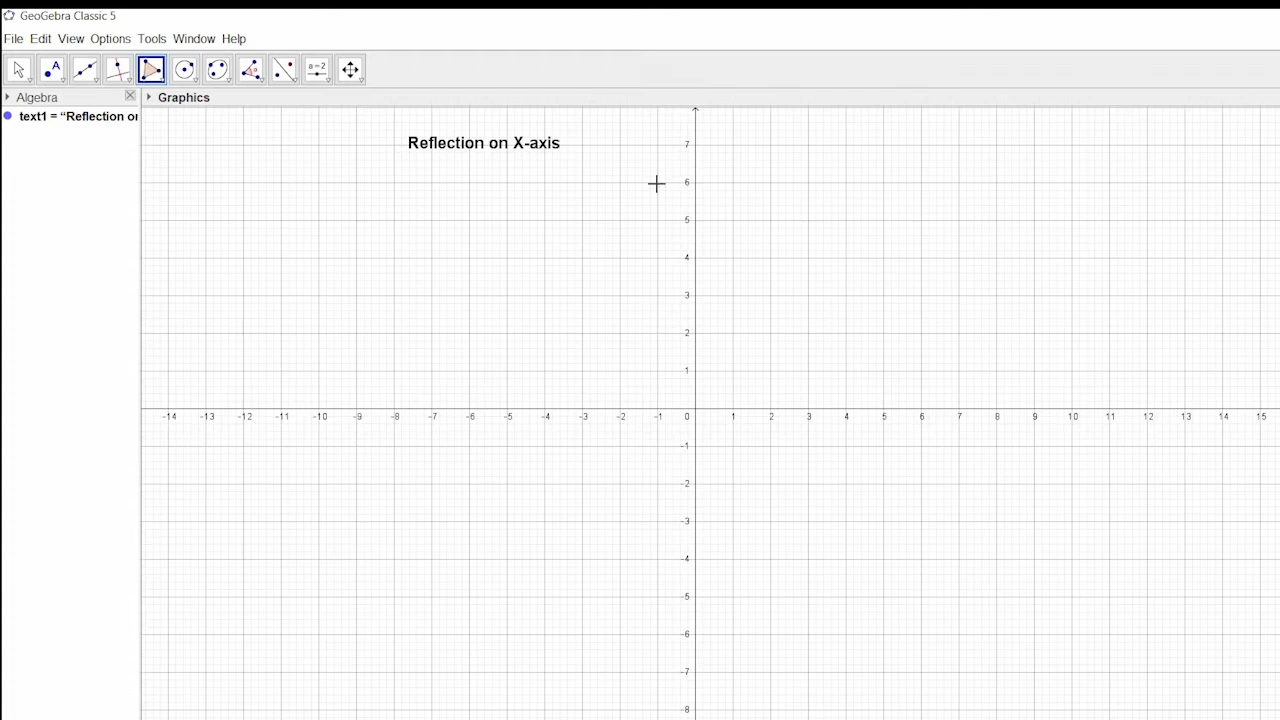 GeoGebra Classic 5
File Edit View Options Tools Window Help
A
a=2
Algebra
Graphics
text1 = “Reflection or
Reflection on X-axis
7
6
5
4
3
2
1
-14 -13 -12 -11 -10 -9 -8 -7 -6 -5 -4 -3 -2 -1 0 1 2 3 4 5 6 7 8 9 10 11 12 13 14 15
-1
-2
-3
-4
-5
-6
-7
-8